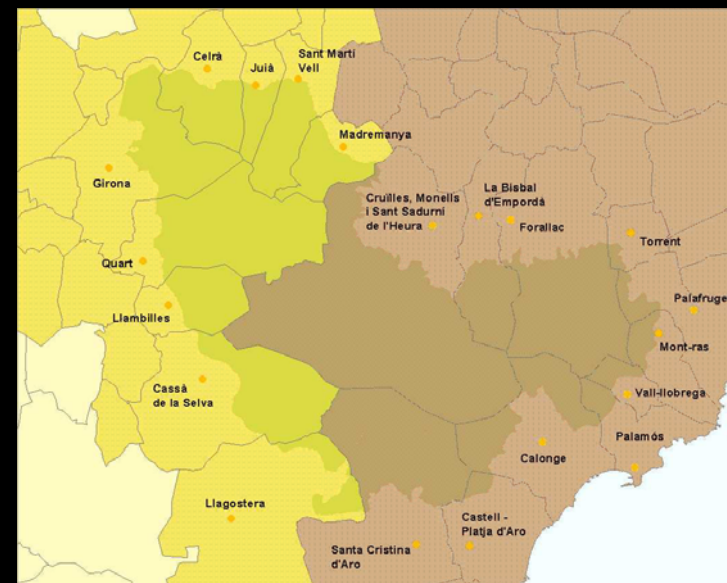 Celrà
Juià
Sant Martí
Vell
Madremanya
Girona
Cruïlles, Monells
i Sant Sadurní
de l'Heura
La Bisbal
d'Empordà
Forallac
Torrent
Quart
Llambilles
Palafruge
Mont-ras
Cassà
de la Selva
Vall-llobrega
Palamós
Calonge
Llagostera
Castell -
Platja d'Aro
Santa Cristina
d'Aro